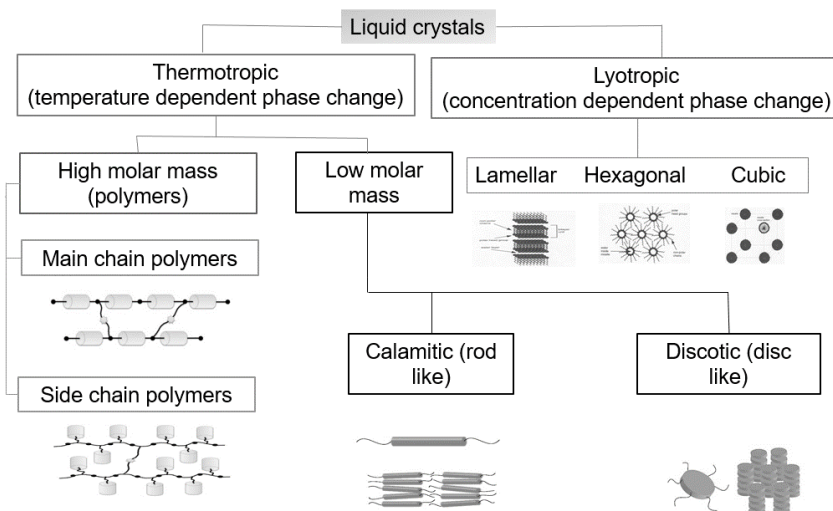 Liquid crystals
Thermotropic
(temperature dependent phase change)
Lyotropic
(concentration dependent phase change)
High molar mass
(polymers)
Low molar
mass
Lamellar
Hexagonal
Cubic
Main chain polymers
Calamitic (rod
like)
Discotic (disc
like)
Side chain polymers